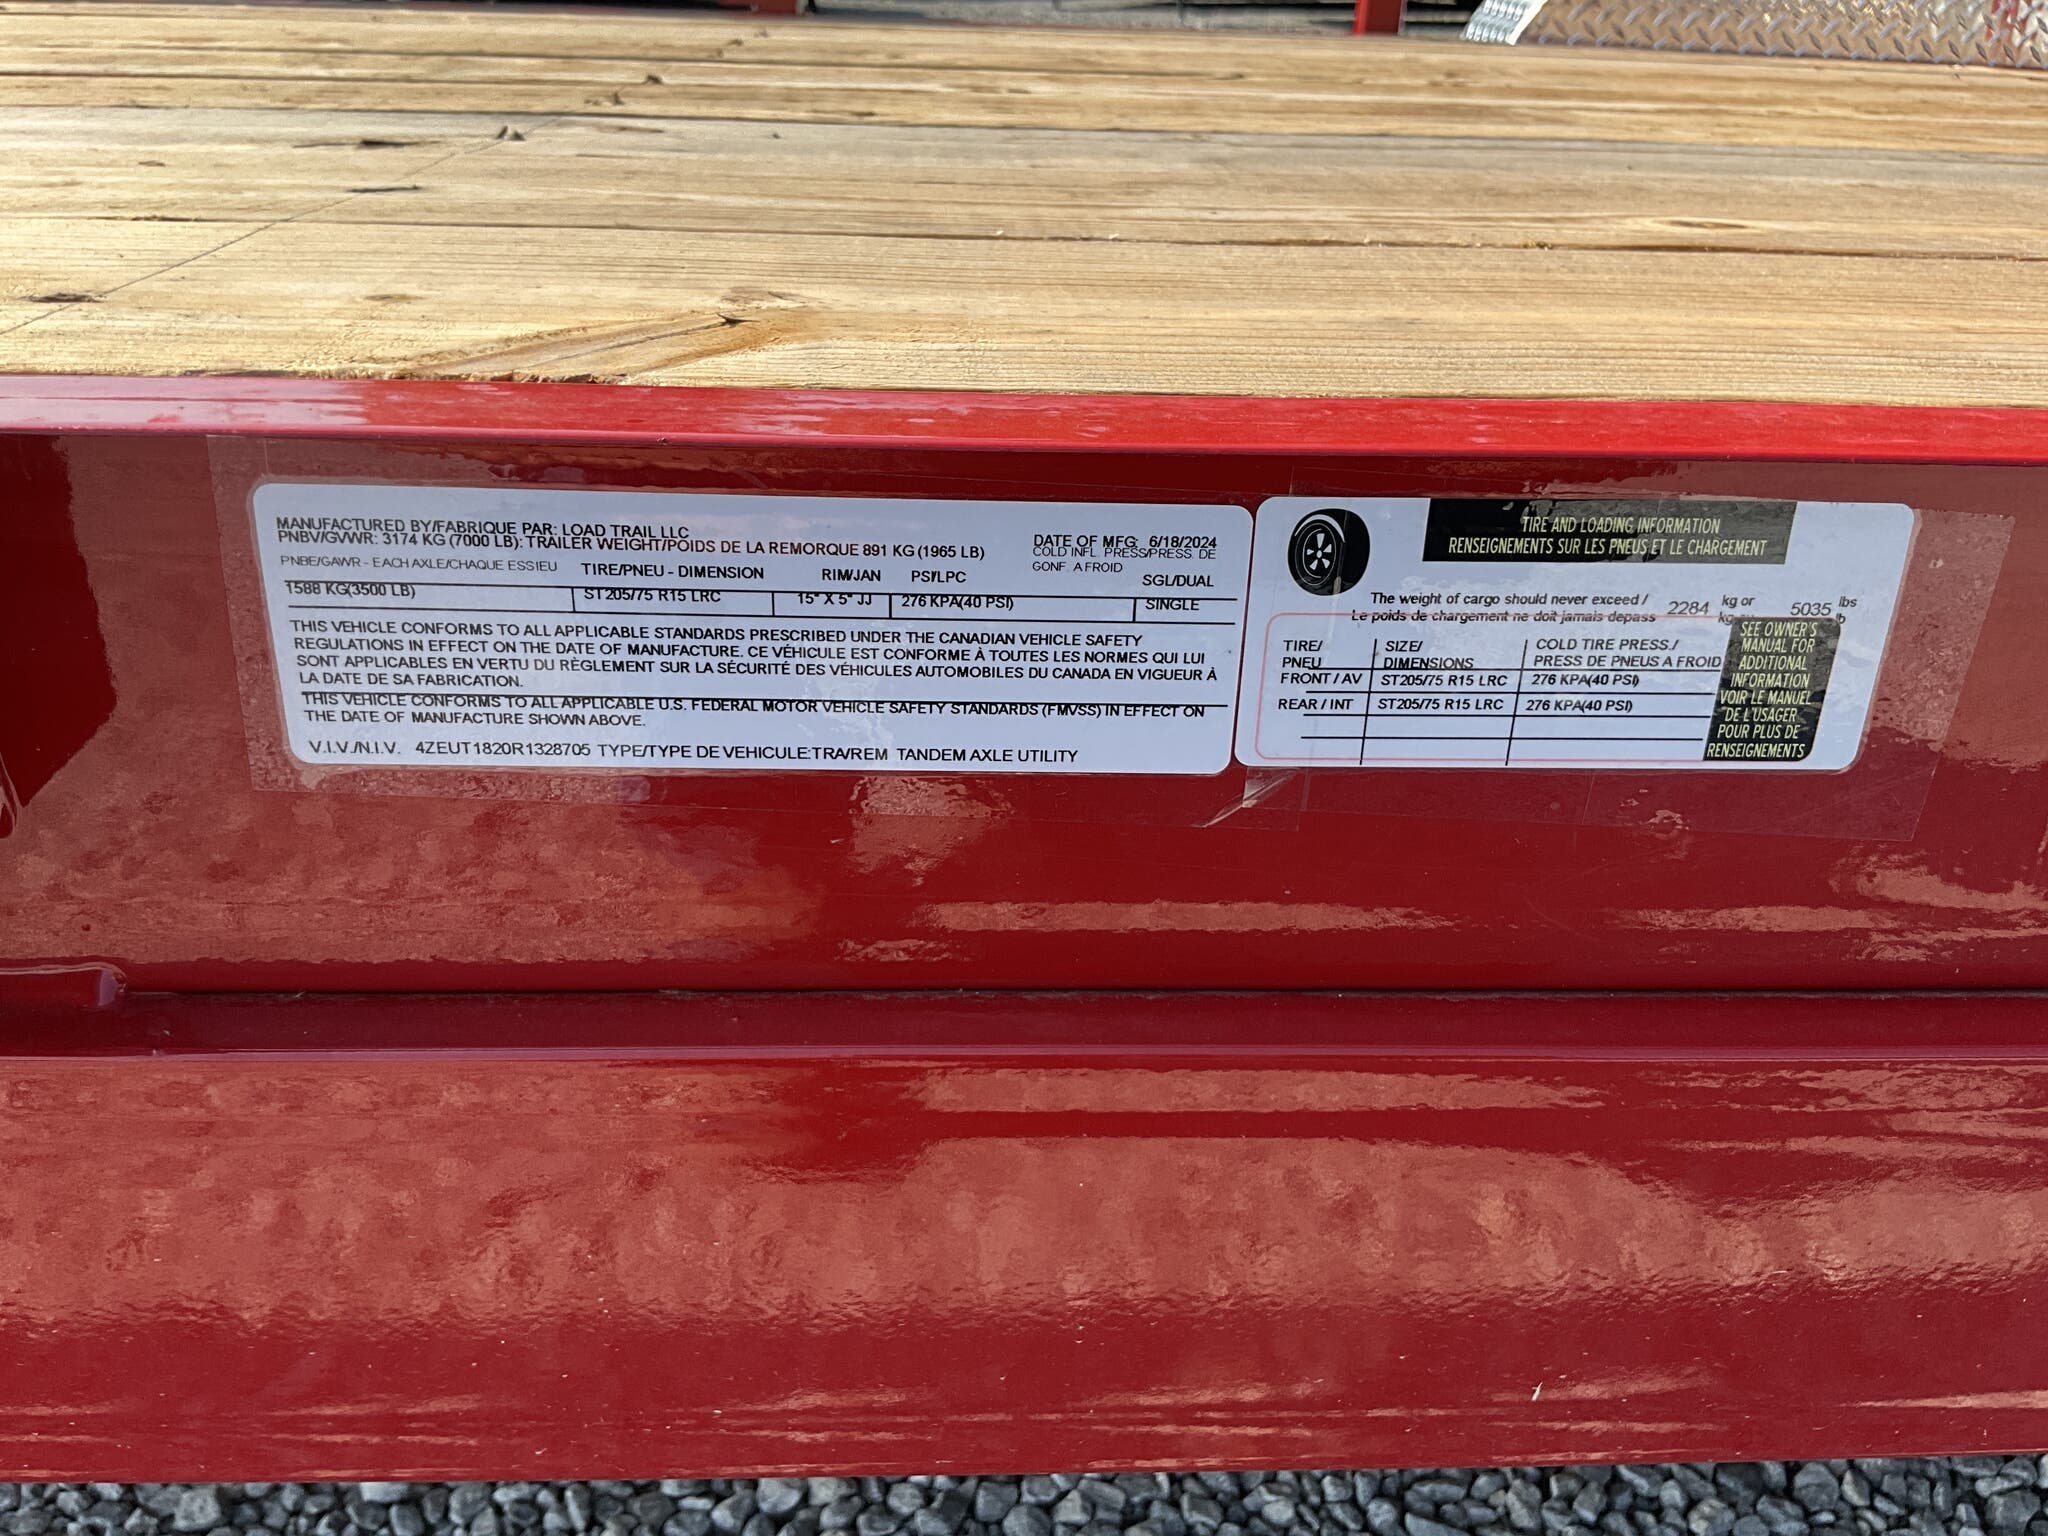 MANUFACTURED BY/FABRIQUE PAR: LOAD TRAIL LLC
PNBV/GVWR: 3174 KG (7000 LB): TRAILER WEIGHT/POIDS DE LA REMORQUE 891 KG (1965 LB)
DATE OF MFG: 6/18/2024
PNBE/GAWR - EACH AXLE/CHAQUE ESSIEU TIRE/PNEU - DIMENSION RIM/JAN PSI/LPC
COLD INFL. PRESS/PRESS. DE
GONF. A FROID
SGL/DUAL
1588 KG(3500 LB) ST205/75 R15 LRC 15" X 5" JJ 276 KPA(40 PSI) SINGLE
THIS VEHICLE CONFORMS TO ALL APPLICABLE STANDARDS PRESCRIBED UNDER THE CANADIAN VEHICLE SAFETY
REGULATIONS IN EFFECT ON THE DATE OF MANUFACTURE. CE VÉHICULE EST CONFORME À TOUTES LES NORMES QUI LUI
SONT APPLICABLES EN VERTU DU RÈGLEMENT SUR LA SÉCURITÉ DES VÉHICULES AUTOMOBILES DU CANADA EN VIGUEUR À
LA DATE DE SA FABRICATION.
THIS VEHICLE CONFORMS TO ALL APPLICABLE U.S. FEDERAL MOTOR VEHICLE SAFETY STANDARDS (FMVSS) IN EFFECT ON
THE DATE OF MANUFACTURE SHOWN ABOVE.
V.I.V./N.I.V. 4ZEUT1820R1328705 TYPE/TYPE DE VEHICULE:TRA/REM TANDEM AXLE UTILITY
TIRE AND LOADING INFORMATION
RENSEIGNEMENTS SUR LES PNEUS ET LE CHARGEMENT
The weight of cargo should never exceed / 2284 kg or 5035 lbs
Le poids de chargement ne doit jamais depass kg lb
TIRE/ SIZE/ COLD TIRE PRESS./
PNEU DIMENSIONS PRESS DE PNEUS A FROID
FRONT / AV ST205/75 R15 LRC 276 KPA(40 PSI)
REAR / INT ST205/75 R15 LRC 276 KPA(40 PSI)
SEE OWNER'S
MANUAL FOR
ADDITIONAL
INFORMATION
VOIR LE MANUEL
DE L'USAGER
POUR PLUS DE
RENSEIGNEMENTS